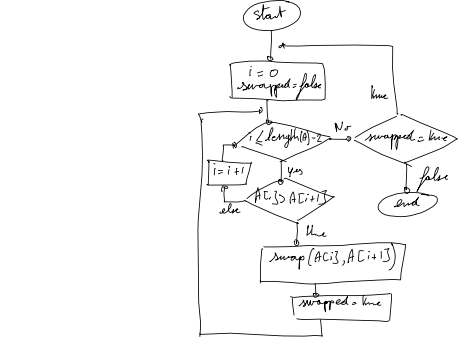 start
i = 0
swapped = false
true
i ≤ length(A)-2
No
swapped = true
i = i+1
yes
false
A[i] > A[i+1]
end
else
true
swap (A[i], A[i+1])
swapped = true